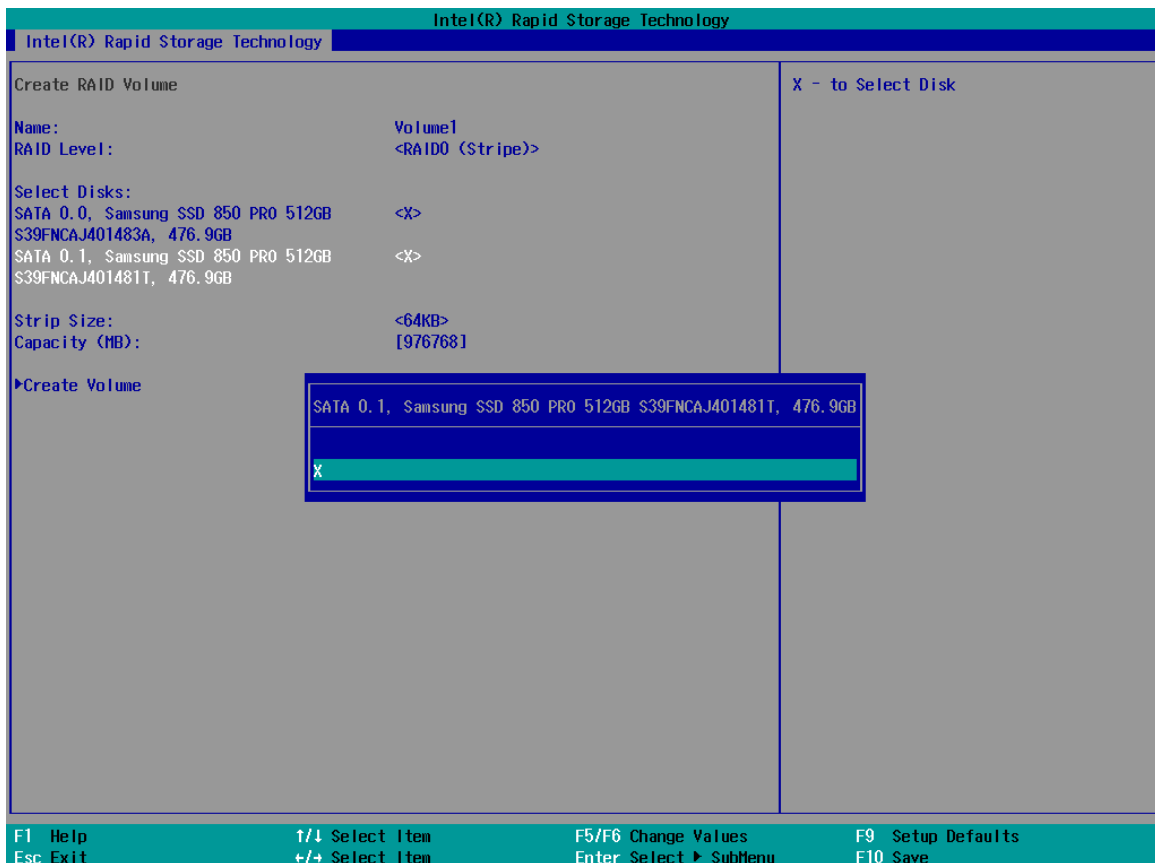 Intel(R) Rapid Storage Technology
Intel(R) Rapid Storage Technology
Create RAID Volume
X - to Select Disk
Name: Volume1
RAID Level: <RAID0 (Stripe)>
Select Disks:
SATA 0.0, Samsung SSD 850 PRO 512GB <X>
S39FNCAJ401483A, 476.9GB
SATA 0.1, Samsung SSD 850 PRO 512GB <X>
S39FNCAJ401481T, 476.9GB
Strip Size: <64KB>
Capacity (MB): [976768]
▶Create Volume
SATA 0.1, Samsung SSD 850 PRO 512GB S39FNCAJ401481T, 476.9GB
X
F1 Help ↑/↓ Select Item F5/F6 Change Values F9 Setup Defaults
Esc Exit ←/→ Select Item Enter Select ▶ SubMenu F10 Save